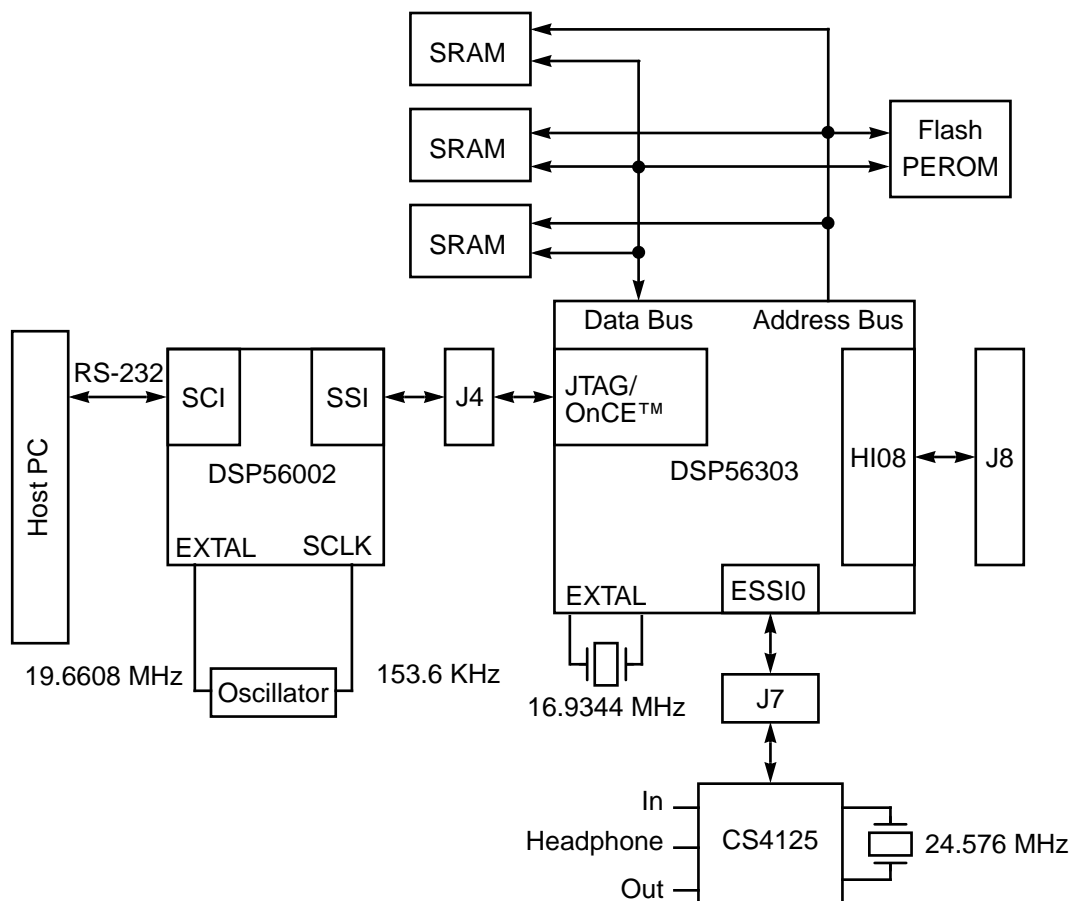 SRAM
SRAM
Flash
PEROM
SRAM
Data Bus
Address Bus
RS-232
SCI
SSI
J4
JTAG/
OnCE™
Host PC
DSP56002
DSP56303
HI08
J8
EXTAL
SCLK
EXTAL
ESSI0
19.6608 MHz
Oscillator
153.6 KHz
16.9344 MHz
J7
In
Headphone
Out
CS4125
24.576 MHz